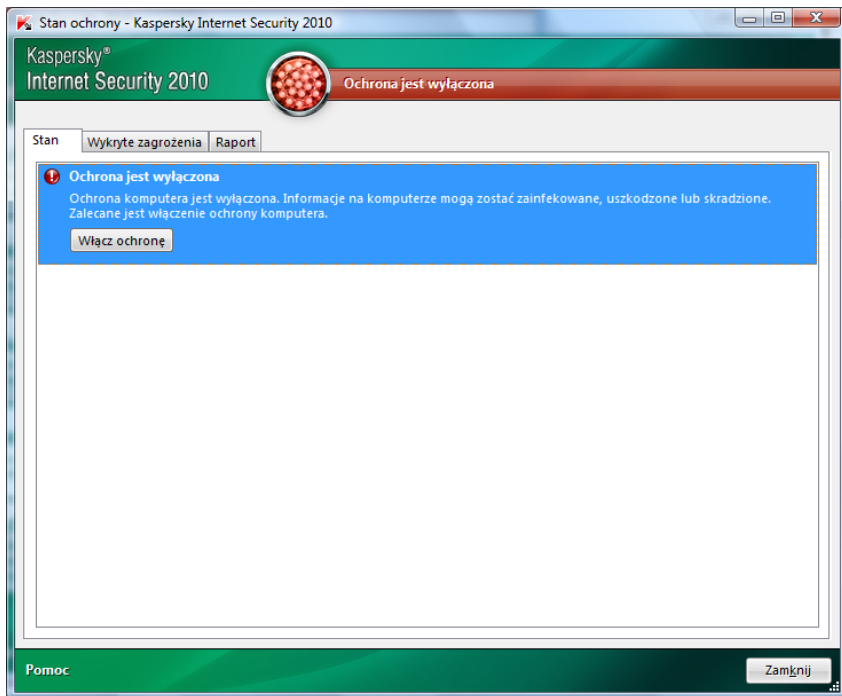 Stan ochrony - Kaspersky Internet Security 2010
Kaspersky®
Internet Security 2010
Ochrona jest wyłączona
Stan
Wykryte zagrożenia
Raport
Ochrona jest wyłączona
Ochrona komputera jest wyłączona. Informacje na komputerze mogą zostać zainfekowane, uszkodzone lub skradzione.
Zalecane jest włączenie ochrony komputera.
Włącz ochronę
Pomoc
Zamknij